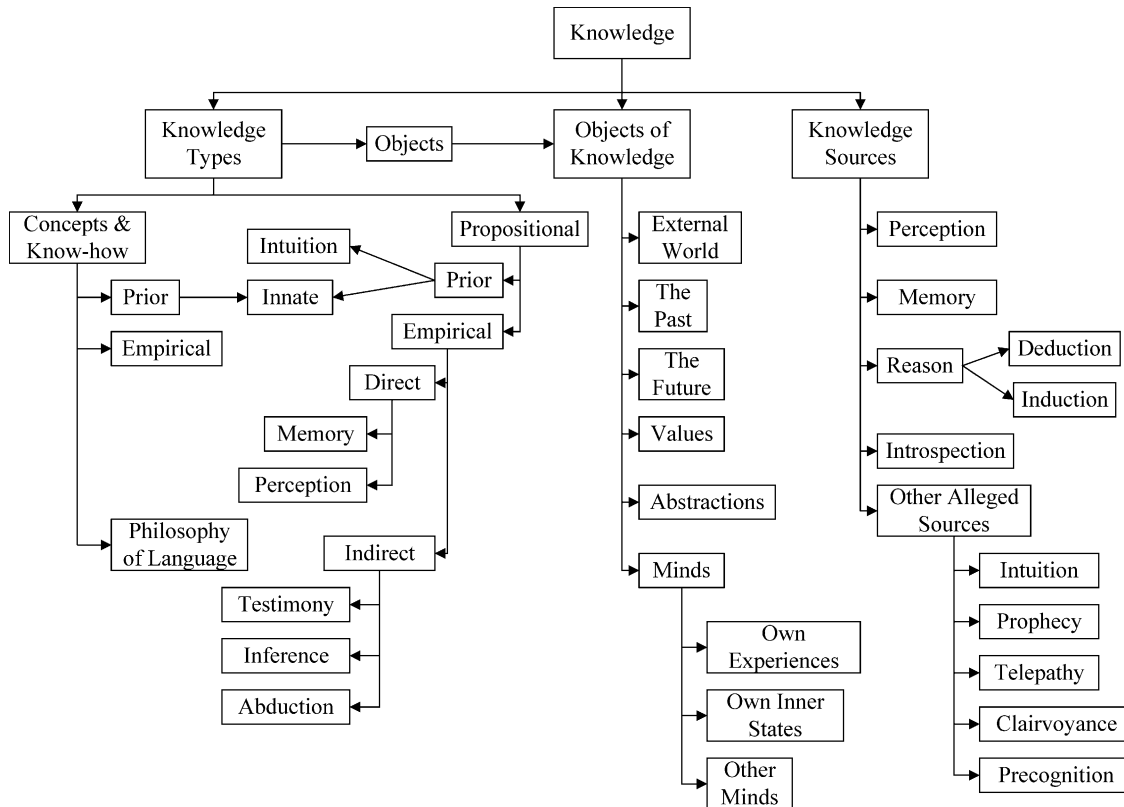 Knowledge
Knowledge
Types
Objects
Objects of
Knowledge
Knowledge
Sources
Concepts &
Know-how
Prior
Innate
Empirical
Philosophy
of Language
Propositional
Intuition
Prior
Empirical
Direct
Memory
Perception
Indirect
Testimony
Inference
Abduction
External
World
The
Past
The
Future
Values
Abstractions
Minds
Own
Experiences
Own Inner
States
Other
Minds
Perception
Memory
Reason
Deduction
Induction
Introspection
Other Alleged
Sources
Intuition
Prophecy
Telepathy
Clairvoyance
Precognition